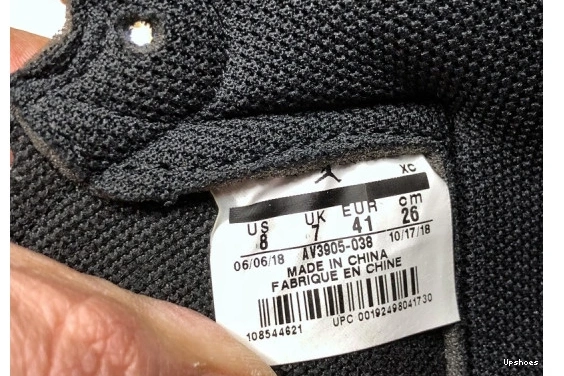 XC
US UK EUR cm
8 7 41 26
06/06/18 AV3905-038 10/17/18
MADE IN CHINA
FABRIQUE EN CHINE
108544621 UPC 00192498041730
Upshoes